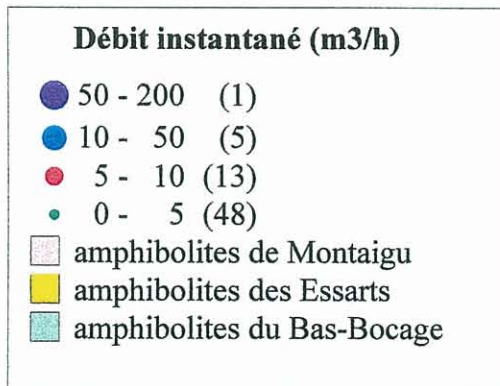 Débit instantané (m3/h)
50 - 200 (1)
10 - 50 (5)
5 - 10 (13)
0 - 5 (48)
amphibolites de Montaigu
amphibolites des Essarts
amphibolites du Bas-Bocage